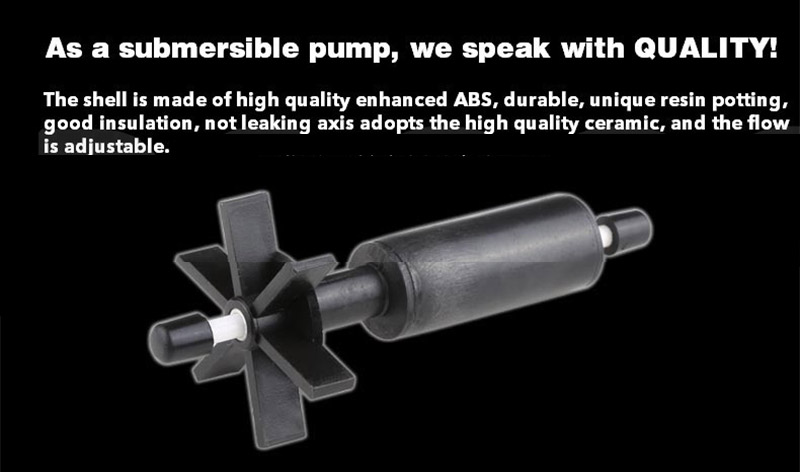 As a submersible pump, we speak with QUALITY!
The shell is made of high quality enhanced ABS, durable, unique resin potting,
good insulation, not leaking axis adopts the high quality ceramic, and the flow
is adjustable.